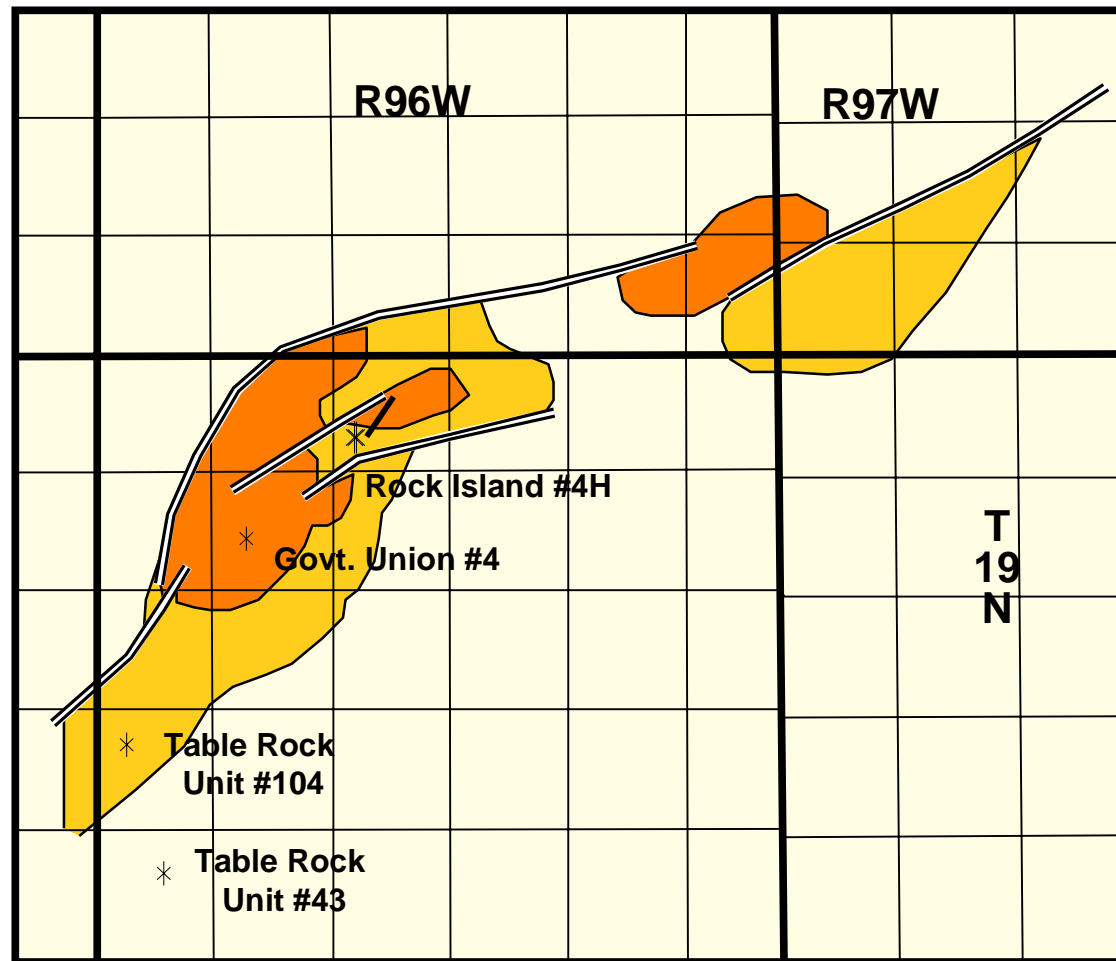 R96W
R97W
Rock Island #4H
Govt. Union #4
T
19
N
Table Rock
Unit #104
Table Rock
Unit #43